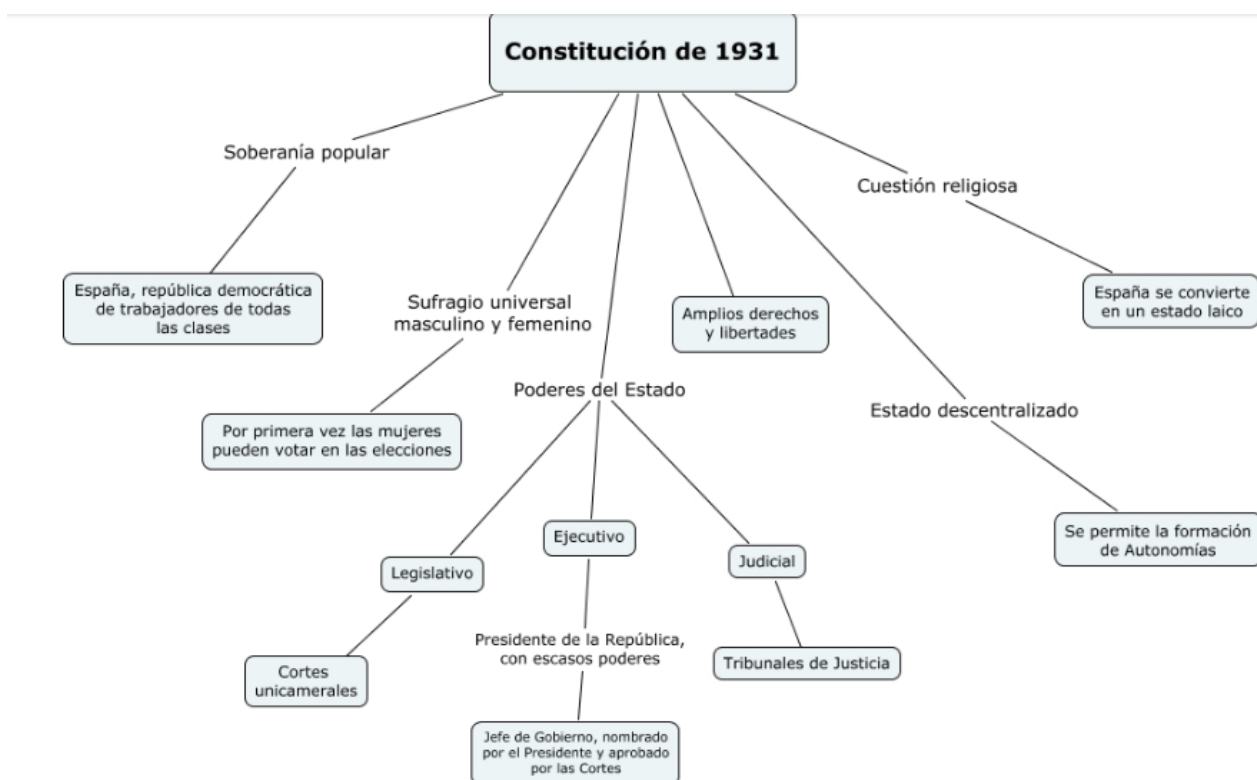 Constitución de 1931
Soberanía popular
España, república democrática
de trabajadores de todas
las clases
Sufragio universal
masculino y femenino
Por primera vez las mujeres
pueden votar en las elecciones
Poderes del Estado
Legislativo
Cortes
unicamerales
Ejecutivo
Presidente de la República,
con escasos poderes
Jefe de Gobierno, nombrado
por el Presidente y aprobado
por las Cortes
Judicial
Tribunales de Justicia
Amplios derechos
y libertades
Estado descentralizado
Se permite la formación
de Autonomías
Cuestión religiosa
España se convierte
en un estado laico